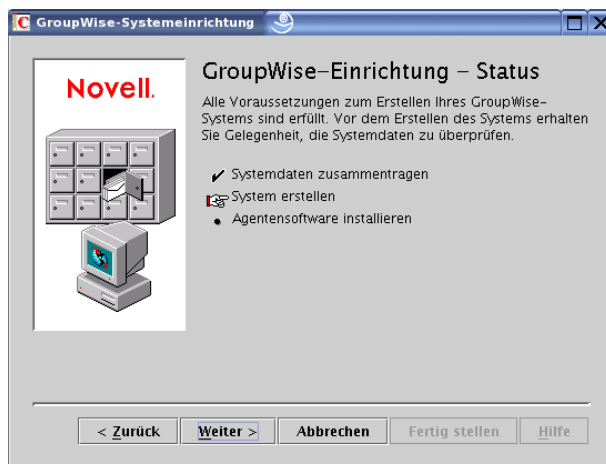 GroupWise-Systemeinrichtung
Novell.
GroupWise-Einrichtung - Status
Alle Voraussetzungen zum Erstellen Ihres GroupWise-
Systems sind erfüllt. Vor dem Erstellen des Systems erhalten
Sie Gelegenheit, die Systemdaten zu überprüfen.
Systemdaten zusammentragen
System erstellen
Agentensoftware installieren
< Zurück
Weiter >
Abbrechen
Fertig stellen
Hilfe